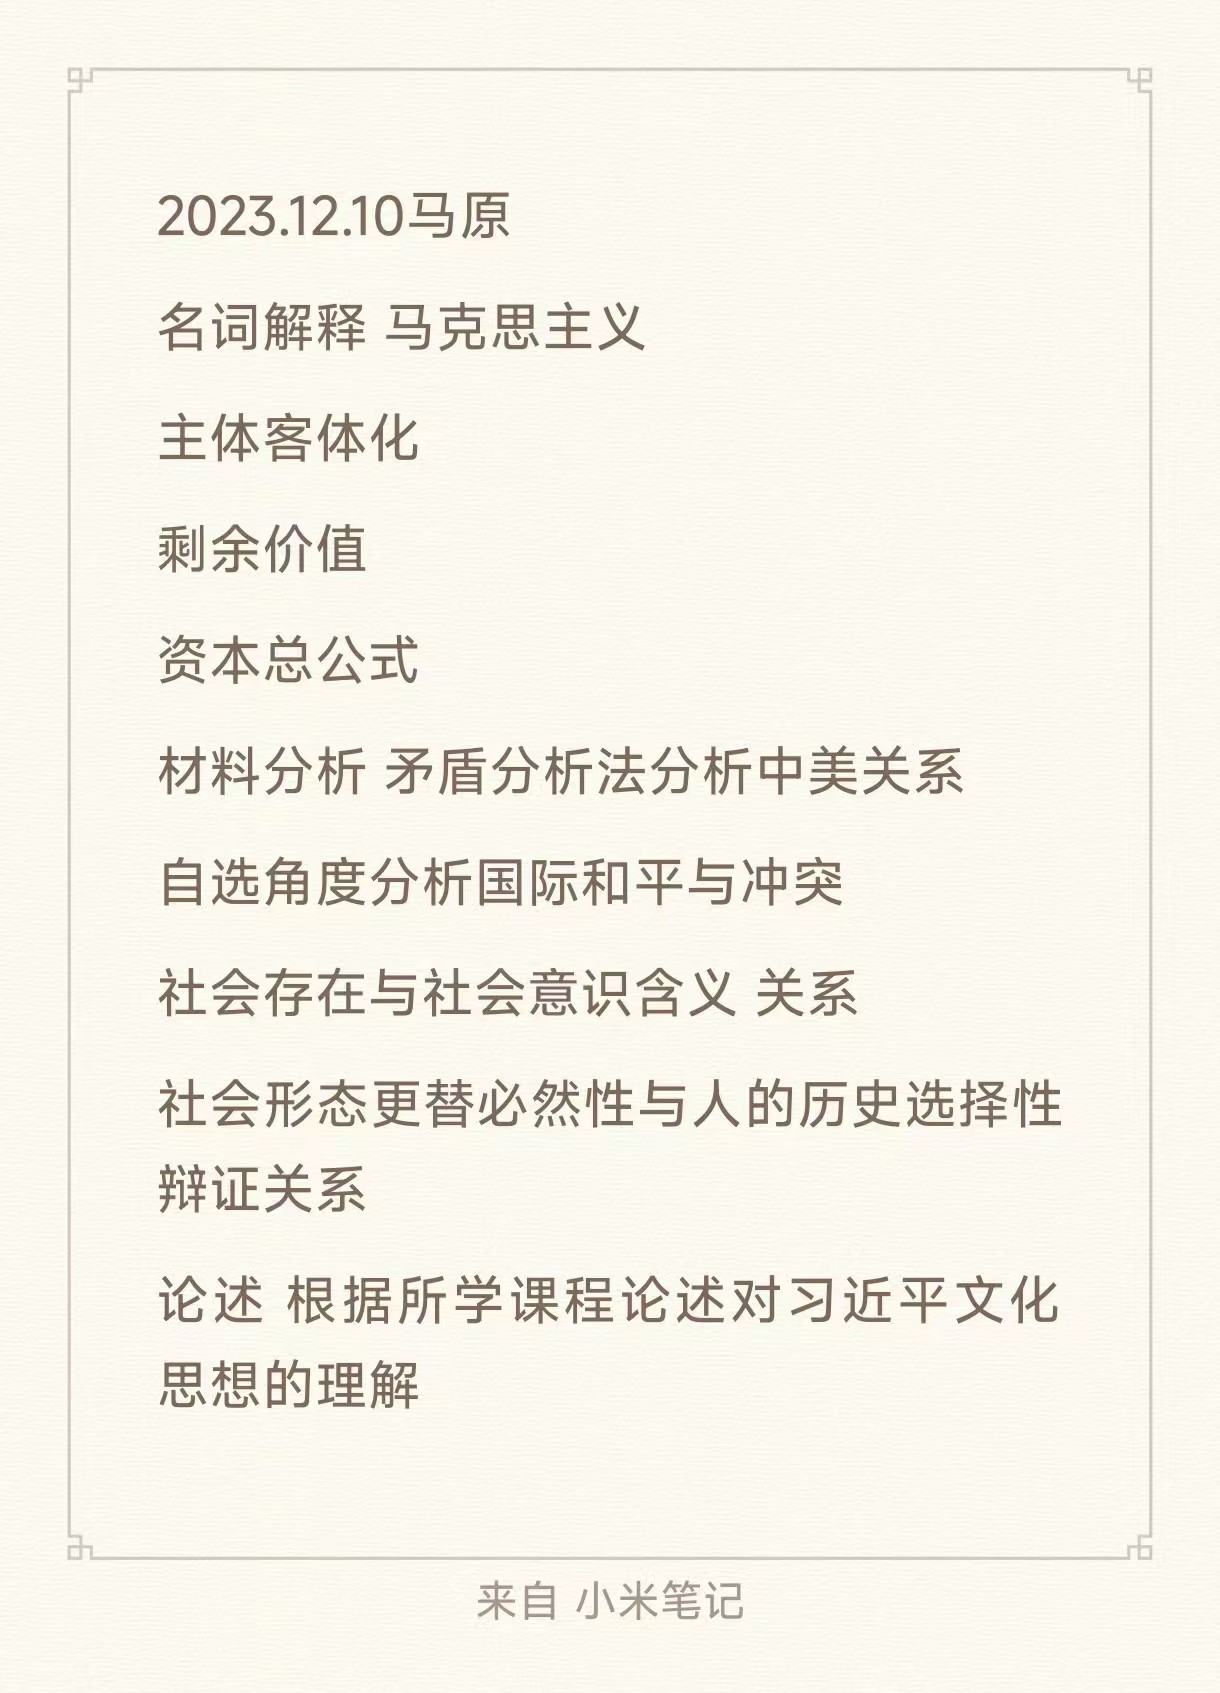 2023.12.10马原
名词解释 马克思主义
主体客体化
剩余价值
资本总公式
材料分析 矛盾分析法分析中美关系
自选角度分析国际和平与冲突
社会存在与社会意识含义 关系
社会形态更替必然性与人的历史选择性
辩证关系
论述 根据所学课程论述对习近平文化
思想的理解
来自 小米笔记